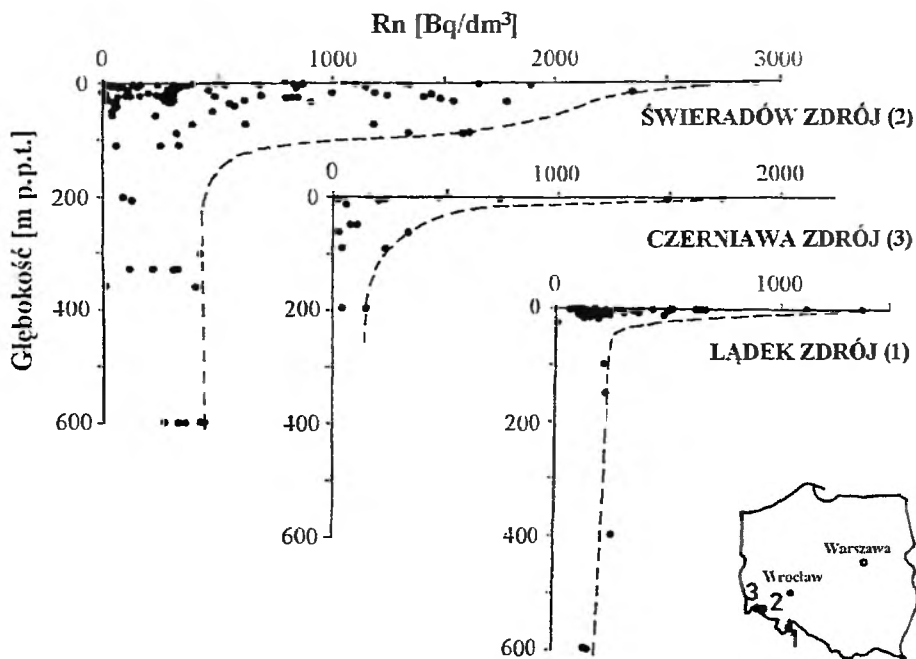 Rn [Bq/dm³]
0 1000 2000 3000
Głębokość [m p.p.t.]
0
200
400
600
ŚWIERADÓW ZDRÓJ (2)
0 1000 2000
0
200
400
600
CZERNIAWA ZDRÓJ (3)
0 1000
0
200
400
600
LĄDEK ZDRÓJ (1)
Warszawa
Wrocław
3 2
1